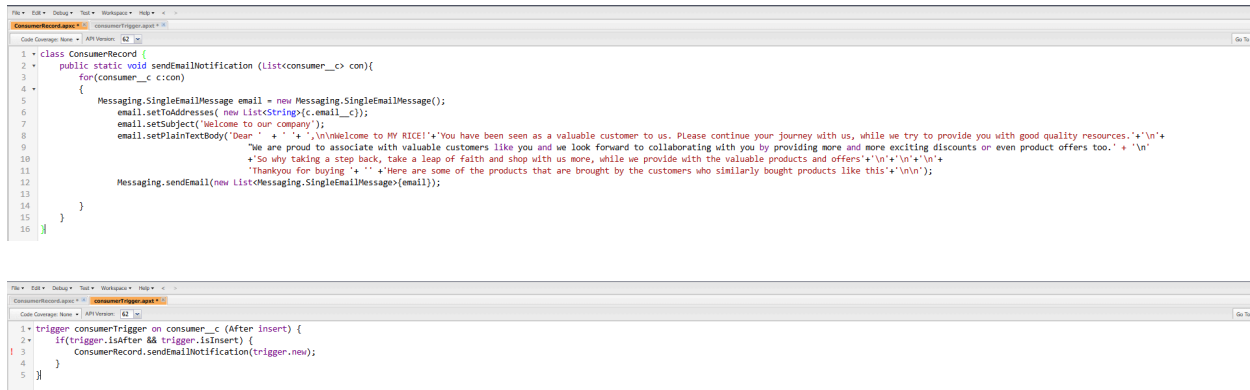 File ▾ Edit ▾ Debug ▾ Test ▾ Workspace ▾ Help ▾ < >
ConsumerRecord.apxc * consumerTrigger.apxt *
Code Coverage: None ▾ API Version: 62 Go To
1 class ConsumerRecord {
2 public static void sendEmailNotification (List<consumer__c> con){
3 for(consumer__c c:con)
4 {
5 Messaging.SingleEmailMessage email = new Messaging.SingleEmailMessage();
6 email.setToAddresses( new List<String>{c.email__c});
7 email.setSubject('Welcome to our company');
8 email.setPlainTextBody('Dear ' + ' '+ ',\n\nWelcome to MY RICE!'+'You have been seen as a valuable customer to us. PLease continue your journey with us, while we try to provide you with good quality resources.'+'\n'+
9 'We are proud to associate with valuable customers like you and we look forward to collaborating with you by providing more and more exciting discounts or even product offers too.' + '\n'
10 +'So why taking a step back, take a leap of faith and shop with us more, while we provide with the valuable products and offers'+'\n'+'\n'+'\n'+
11 'Thankyou for buying '+ '' +'Here are some of the products that are brought by the customers who similarly bought products like this'+'\n\n');
12 Messaging.sendEmail(new List<Messaging.SingleEmailMessage>{email});
13
14 }
15 }
16 }
File ▾ Edit ▾ Debug ▾ Test ▾ Workspace ▾ Help ▾ < >
ConsumerRecord.apxc * consumerTrigger.apxt *
Code Coverage: None ▾ API Version: 62 Go To
1 trigger consumerTrigger on consumer__c (After insert) {
2 if(trigger.isAfter && trigger.isInsert) {
! 3 ConsumerRecord.sendEmailNotification(trigger.new);
4 }
5 }